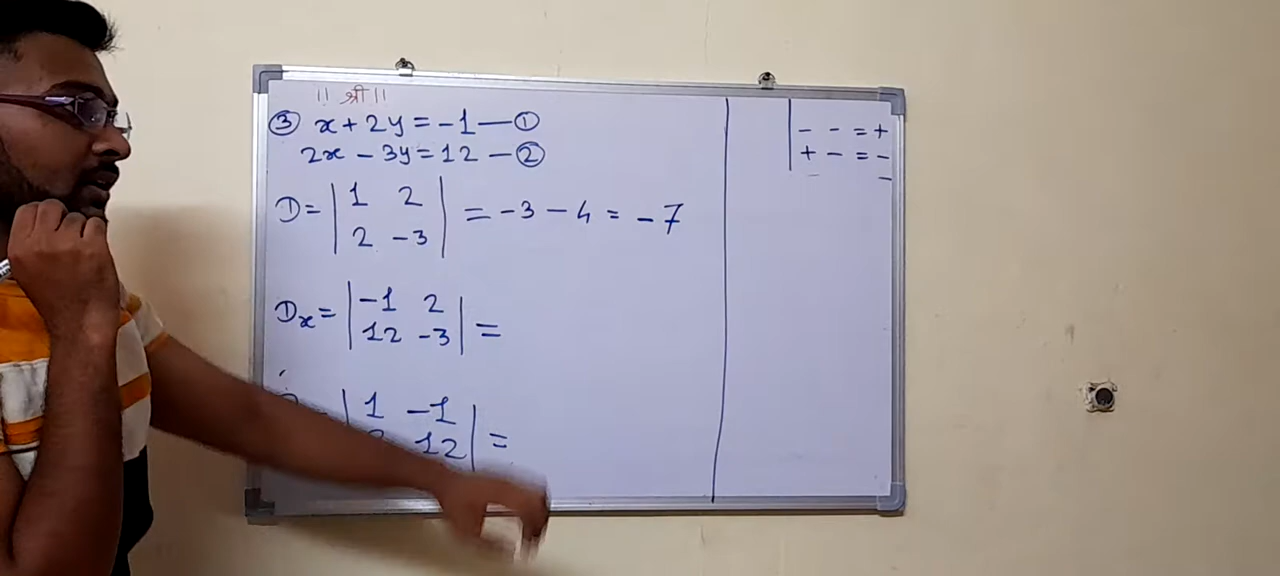 || श्री ||
③ x + 2y = -1 — ①
2x - 3y = 12 — ②
D = | 1 2 | = -3 - 4 = -7
| 2 -3 |
Dx = | -1 2 | =
| 12 -3 |
| 1 -1 | =
12 |
- - = +
+ - = -